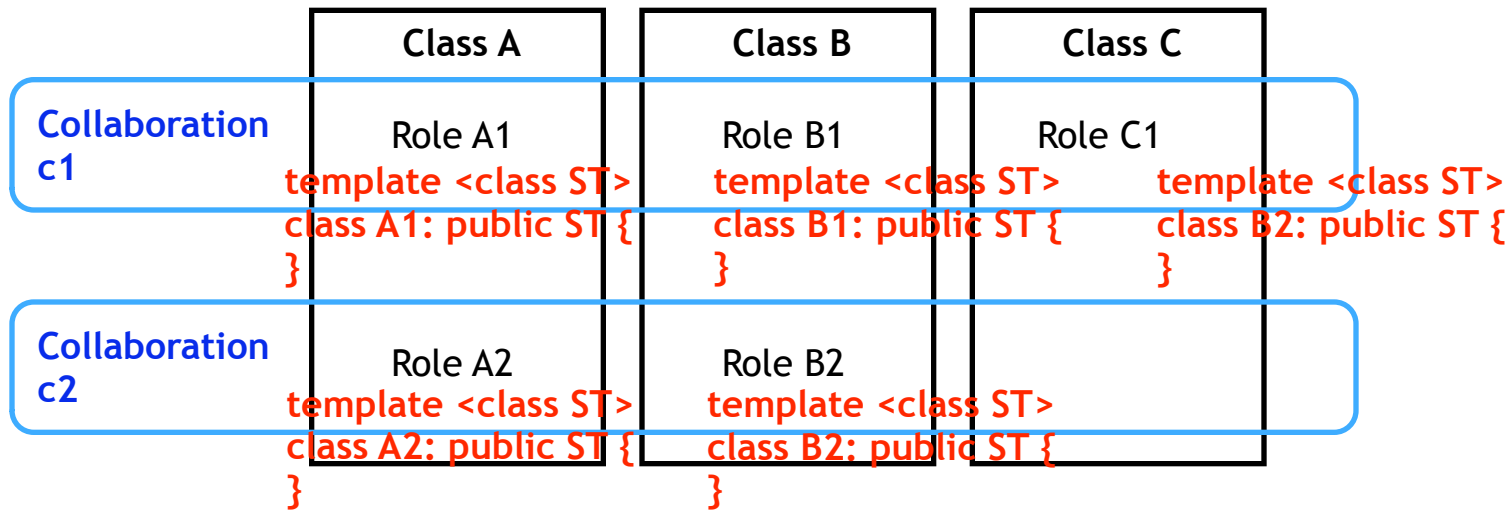 Class A
Class B
Class C
Collaboration
c1
Role A1
template <class ST>
class A1: public ST {
}
Role B1
template <class ST>
class B1: public ST {
}
Role C1
template <class ST>
class B2: public ST {
}
Collaboration
c2
Role A2
template <class ST>
class A2: public ST {
}
Role B2
template <class ST>
class B2: public ST {
}